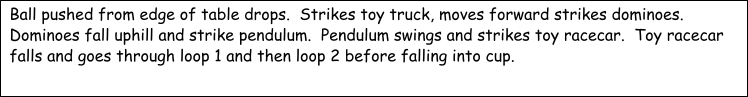 Ball pushed from edge of table drops.  Strikes toy truck, moves forward strikes dominoes.
Dominoes fall uphill and strike pendulum.  Pendulum swings and strikes toy racecar.  Toy racecar
falls and goes through loop 1 and then loop 2 before falling into cup.